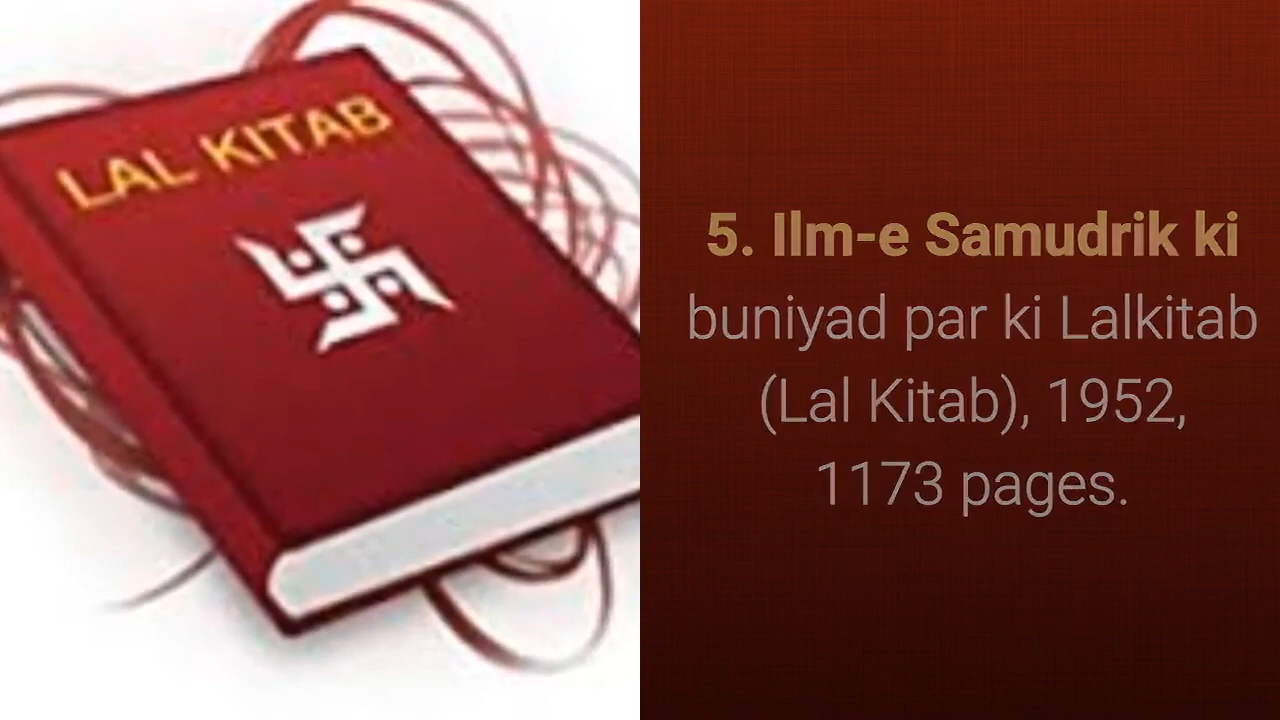 LAL KITAB
5. Ilm-e Samudrik ki
buniyad par ki Lalkitab
(Lal Kitab), 1952,
1173 pages.